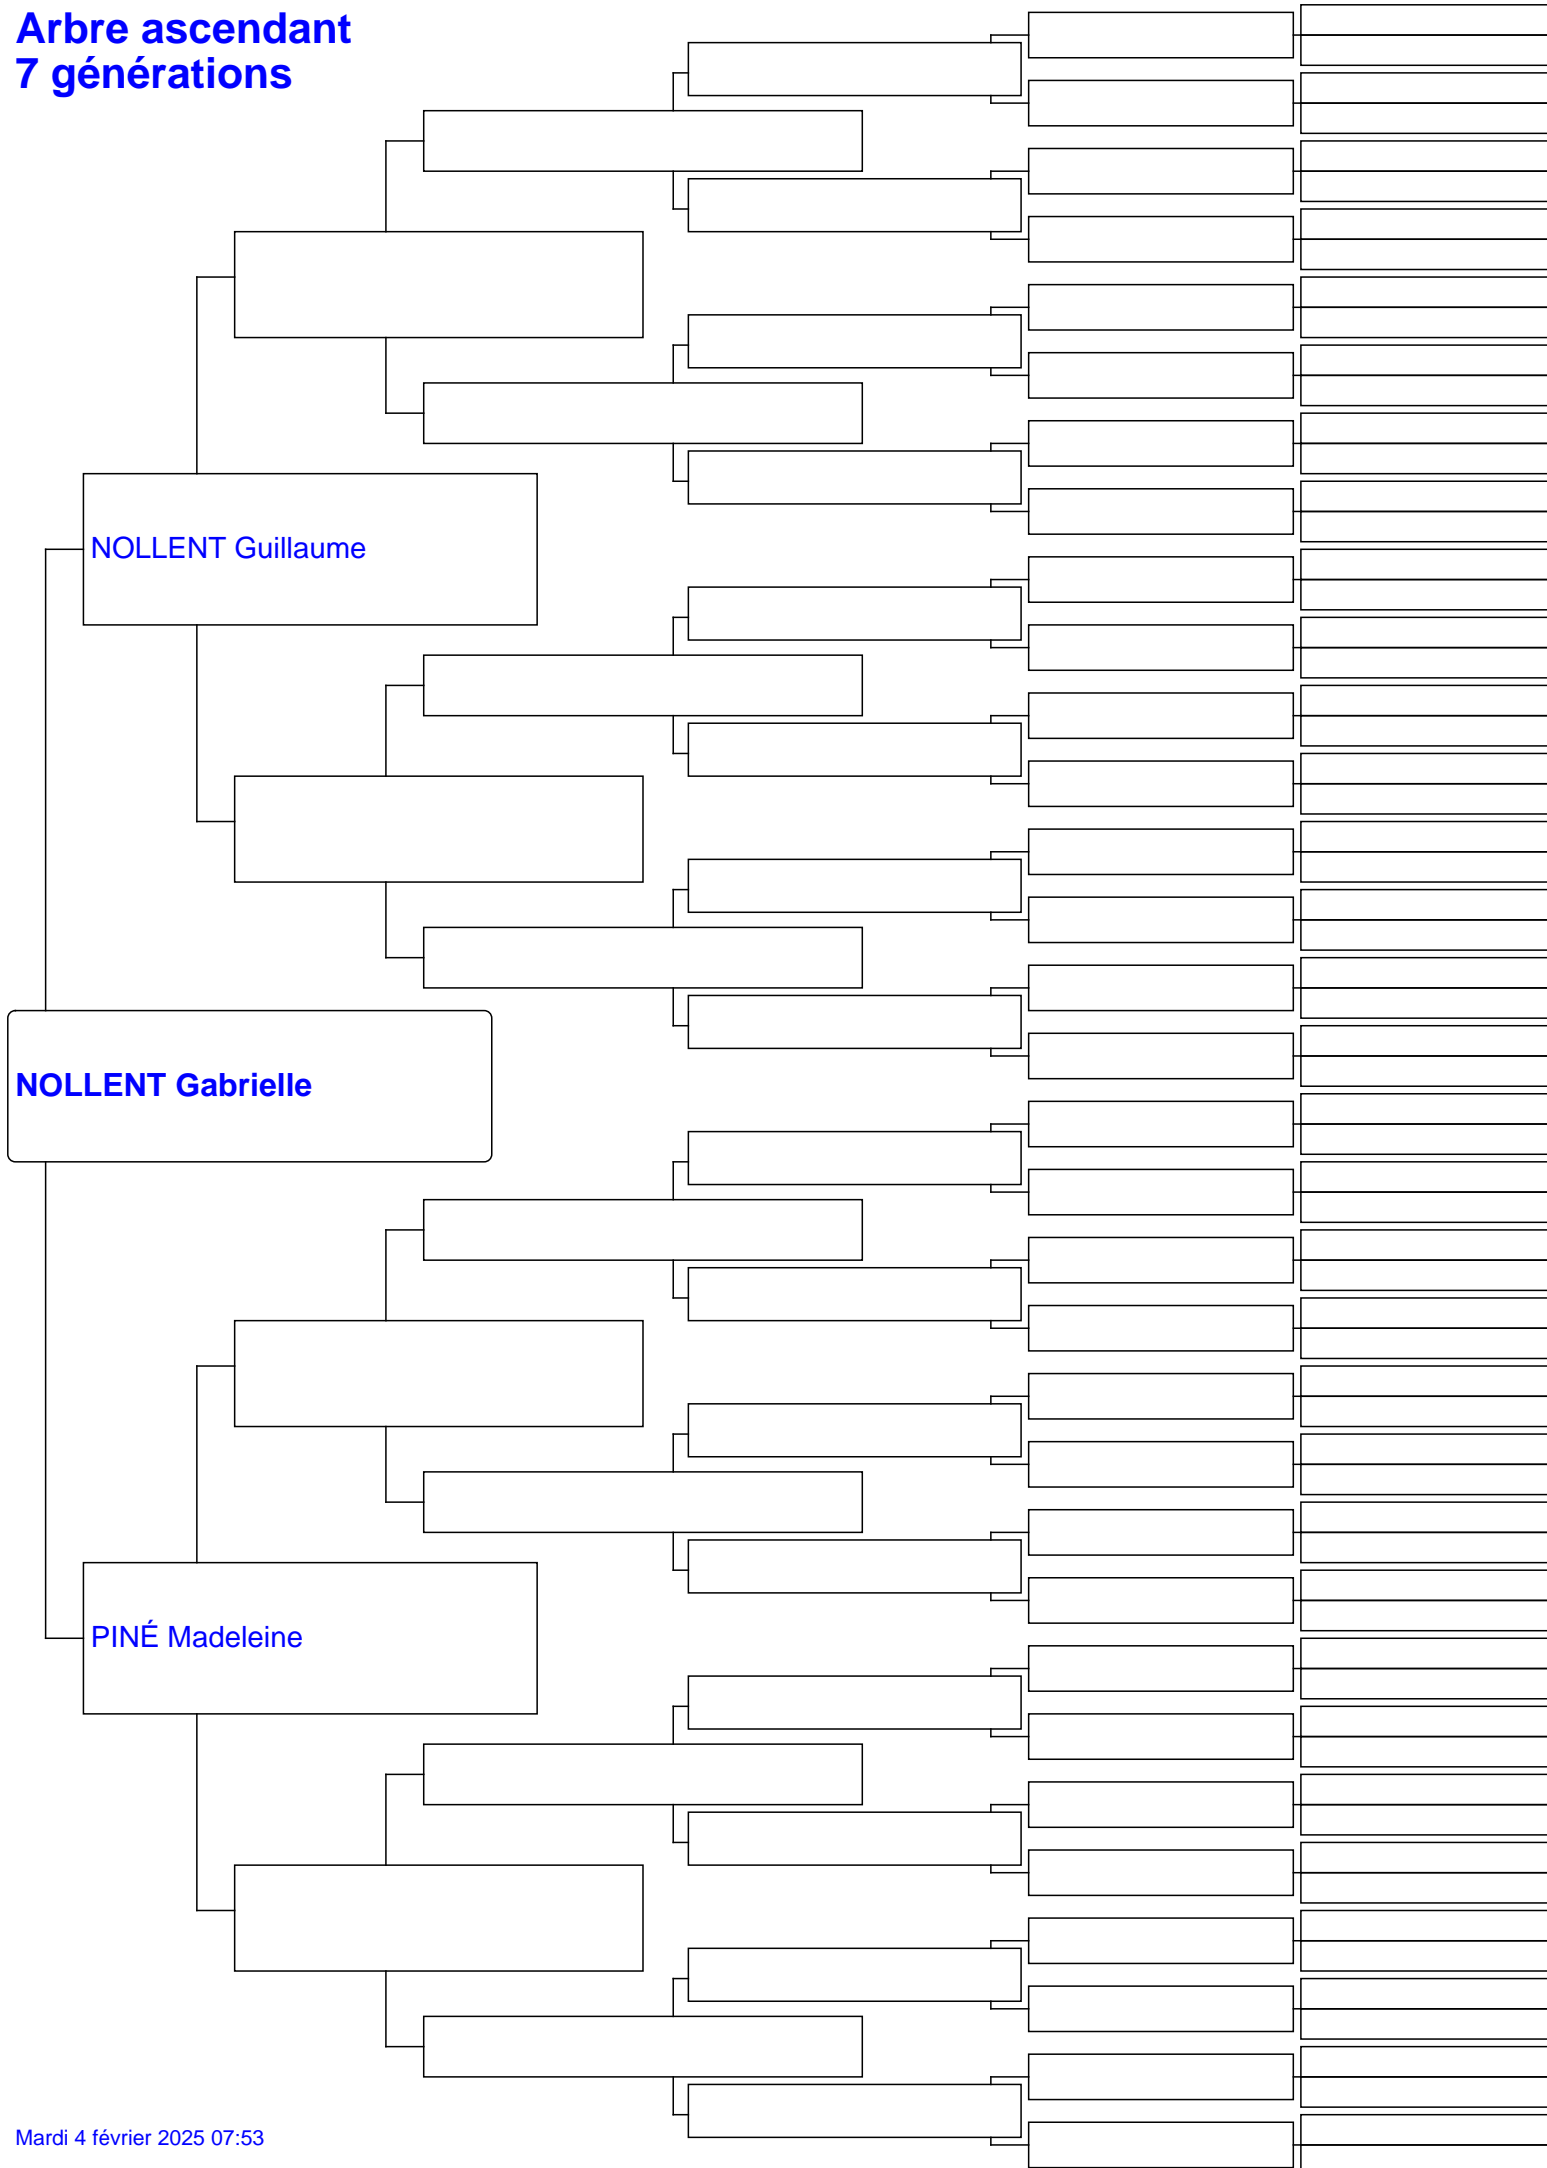 Arbre ascendant
7 générations
NOLLENT Guillaume
NOLLENT Gabrielle
PINÉ Madeleine
Mardi 4 février 2025 07:53